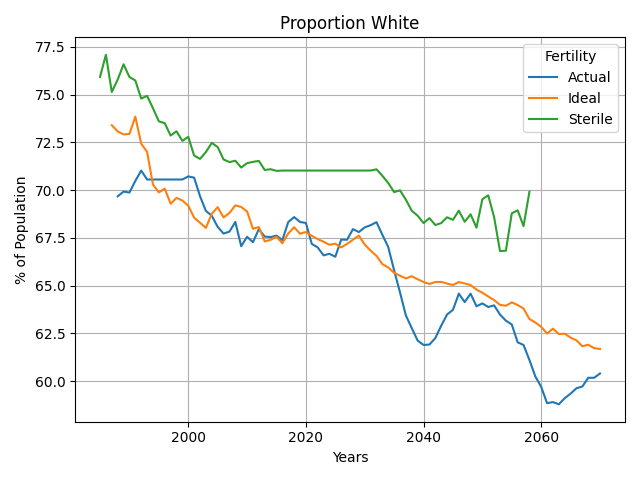 Proportion White
% of Population
77.5
75.0
72.5
70.0
67.5
65.0
62.5
60.0
Fertility
Actual
Ideal
Sterile
2000
2020
2040
2060
Years